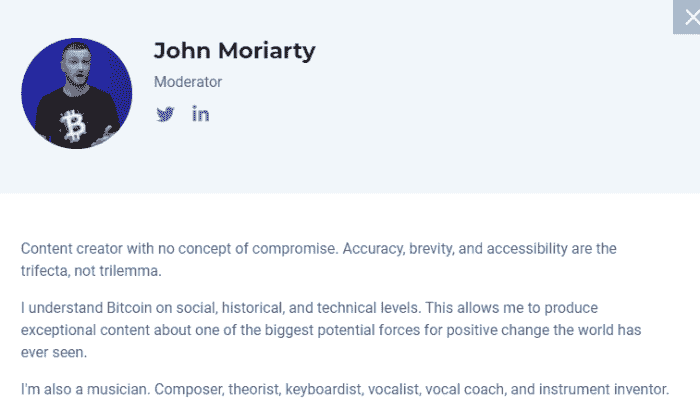 John Moriarty
Moderator
in
Content creator with no concept of compromise. Accuracy, brevity, and accessibility are the
trifecta, not trilemma.
I understand Bitcoin on social, historical, and technical levels. This allows me to produce
exceptional content about one of the biggest potential forces for positive change the world has
ever seen.
I'm also a musician. Composer, theorist, keyboardist, vocalist, vocal coach, and instrument inventor.